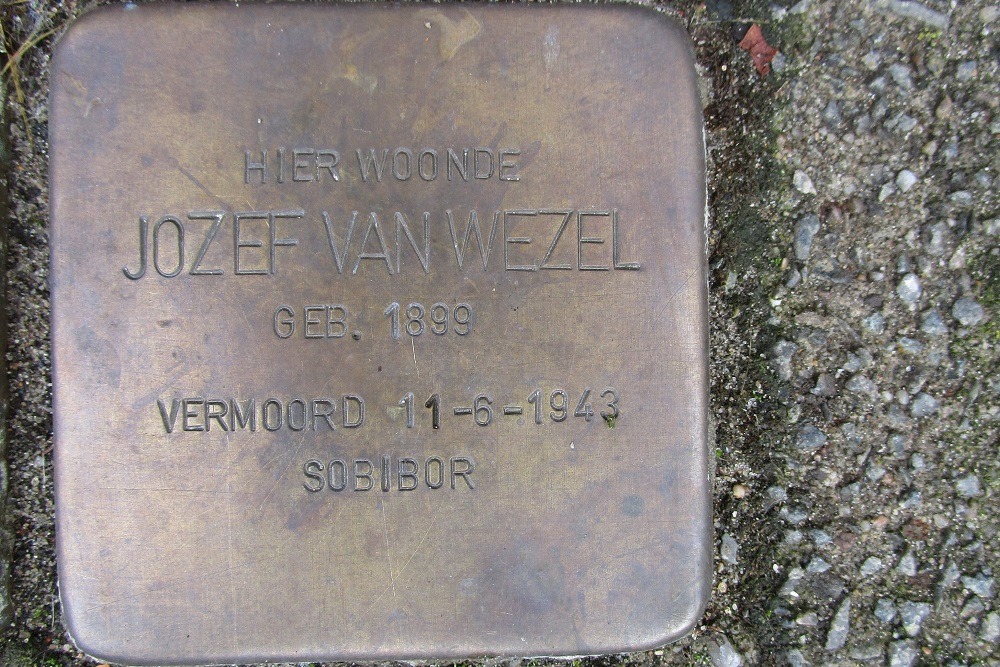 HIER WOONDE
JOZEF VAN WEZEL
GEB. 1899
VERMOORD 11-6-1943
SOBIBOR